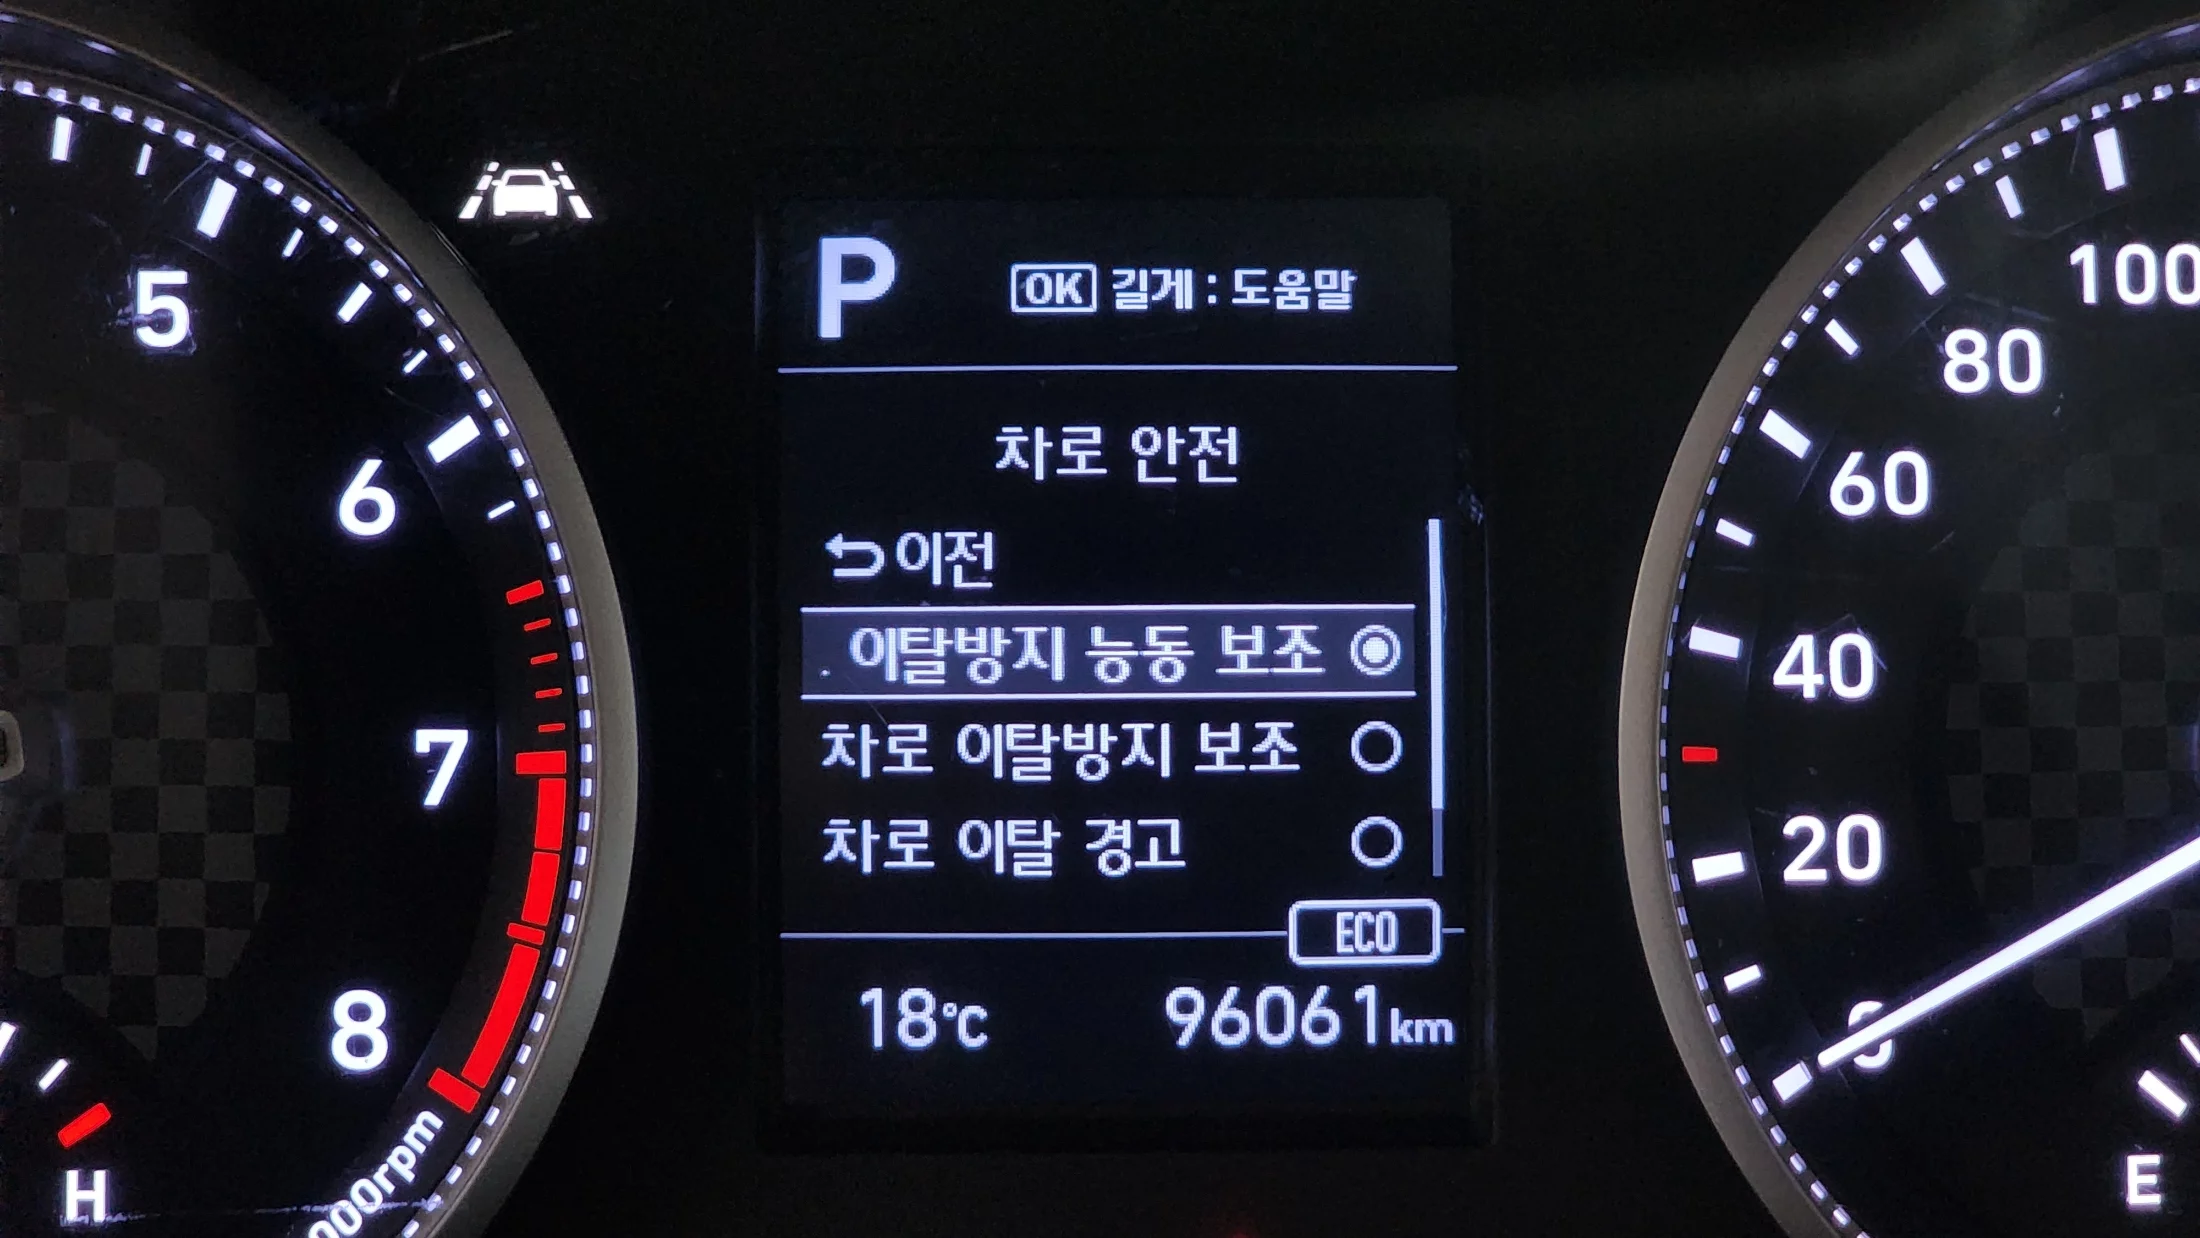 5
6
7
8
H
000rpm
P
OK 길게 : 도움말
차로 안전
이전
이탈방지 능동 보조
차로 이탈방지 보조
차로 이탈 경고
ECO
18℃ 96061km
100
80
60
40
20
0
E